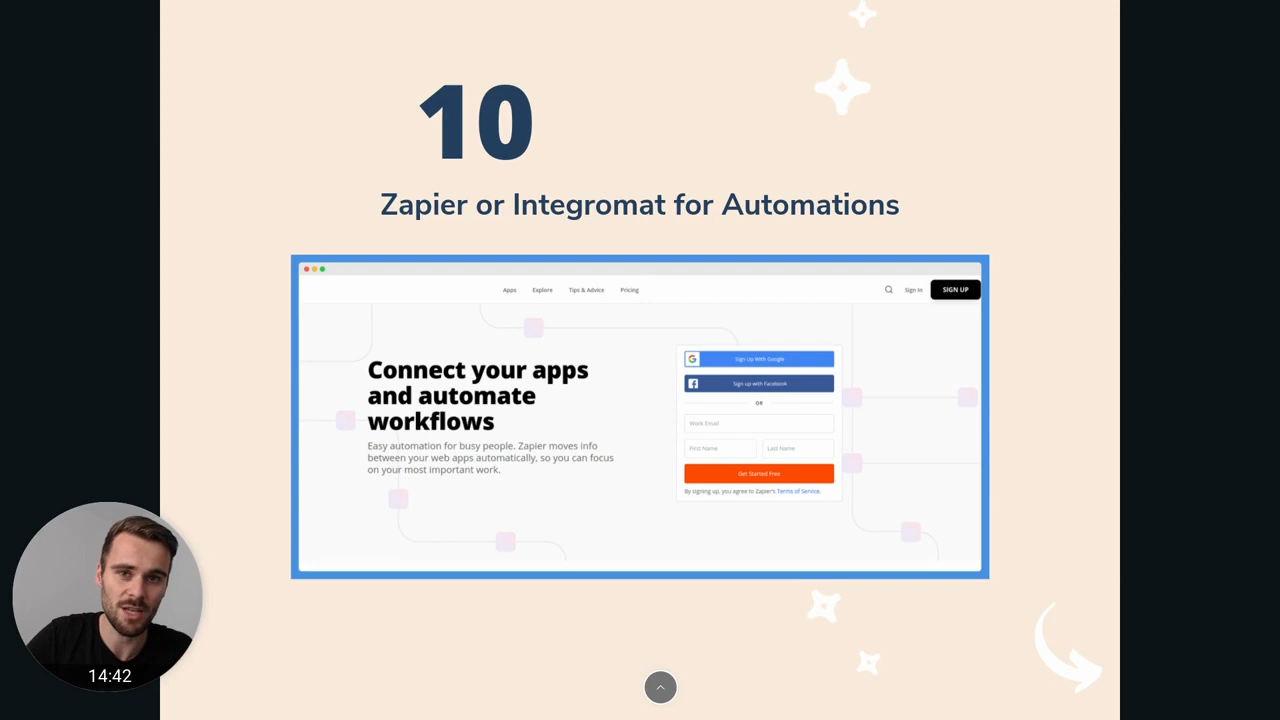 10
Zapier or Integromat for Automations
Apps Explore Tips & Advice Pricing Sign In SIGN UP
Connect your apps
and automate
workflows
Easy automation for busy people. Zapier moves info
between your web apps automatically, so you can focus
on your most important work.
Sign Up With Google
Sign up with Facebook
OR
Work Email
First Name Last Name
Get Started Free
By signing up, you agree to Zapier's Terms of Service.
14:42